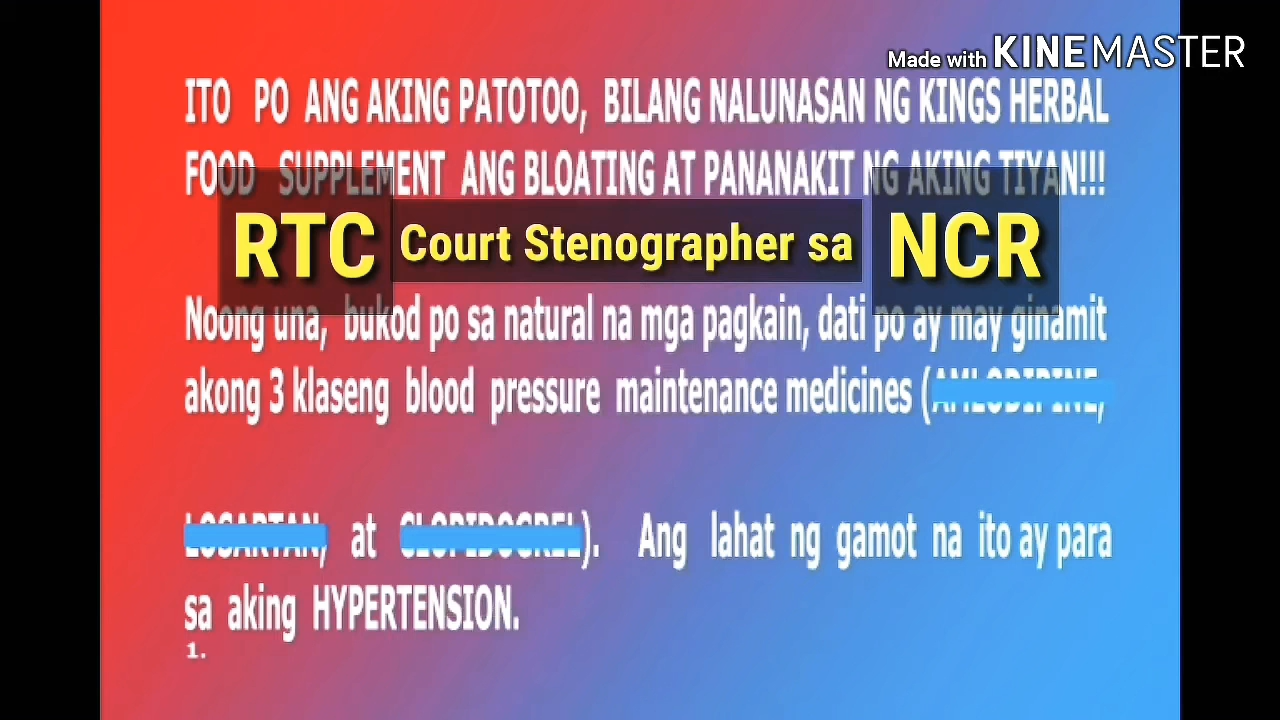 Made with KINEMASTER
ITO PO ANG AKING PATOTOO, BILANG NALUNASAN NG KINGS HERBAL
FOOD SUPPLEMENT ANG BLOATING AT PANANAKIT NG AKING TIYAN!!!
RTC Court Stenographer sa NCR
Noong una, bukod po sa natural na mga pagkain, dati po ay may ginamit
akong 3 klaseng blood pressure maintenance medicines (AMLODIPINE,
LOSARTAN, at CLOPIDOGREL). Ang lahat ng gamot na ito ay para
sa aking HYPERTENSION.
1.